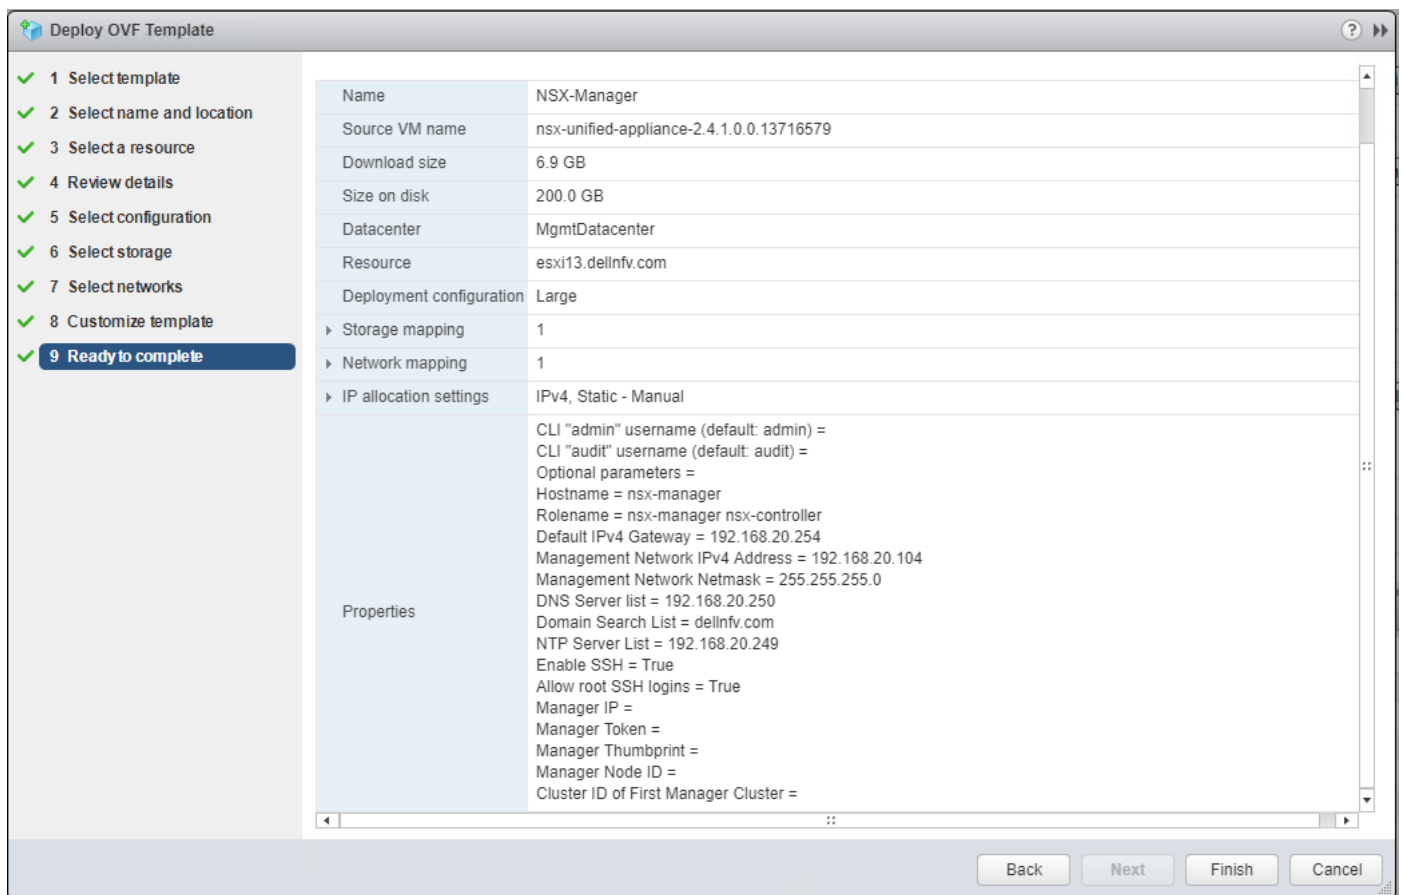 Deploy OVF Template
?
1 Select template
2 Select name and location
3 Select a resource
4 Review details
5 Select configuration
6 Select storage
7 Select networks
8 Customize template
9 Ready to complete
Name NSX-Manager
Source VM name nsx-unified-appliance-2.4.1.0.0.13716579
Download size 6.9 GB
Size on disk 200.0 GB
Datacenter MgmtDatacenter
Resource esxi13.dellnfv.com
Deployment configuration Large
Storage mapping 1
Network mapping 1
IP allocation settings IPv4, Static - Manual
Properties
CLI "admin" username (default: admin) =
CLI "audit" username (default: audit) =
Optional parameters =
Hostname = nsx-manager
Rolename = nsx-manager nsx-controller
Default IPv4 Gateway = 192.168.20.254
Management Network IPv4 Address = 192.168.20.104
Management Network Netmask = 255.255.255.0
DNS Server list = 192.168.20.250
Domain Search List = dellnfv.com
NTP Server List = 192.168.20.249
Enable SSH = True
Allow root SSH logins = True
Manager IP =
Manager Token =
Manager Thumbprint =
Manager Node ID =
Cluster ID of First Manager Cluster =
Back Next Finish Cancel